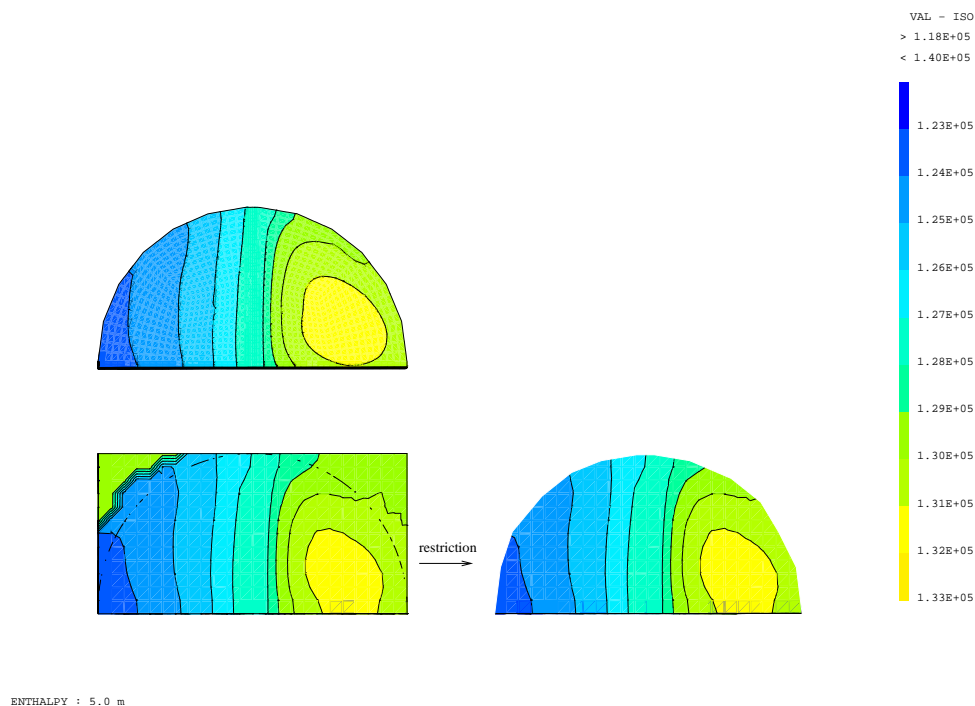 VAL - ISO
> 1.18E+05
< 1.40E+05
1.23E+05
1.24E+05
1.25E+05
1.26E+05
1.27E+05
1.28E+05
1.29E+05
1.30E+05
1.31E+05
1.32E+05
1.33E+05
restriction
ENTHALPY : 5.0 m